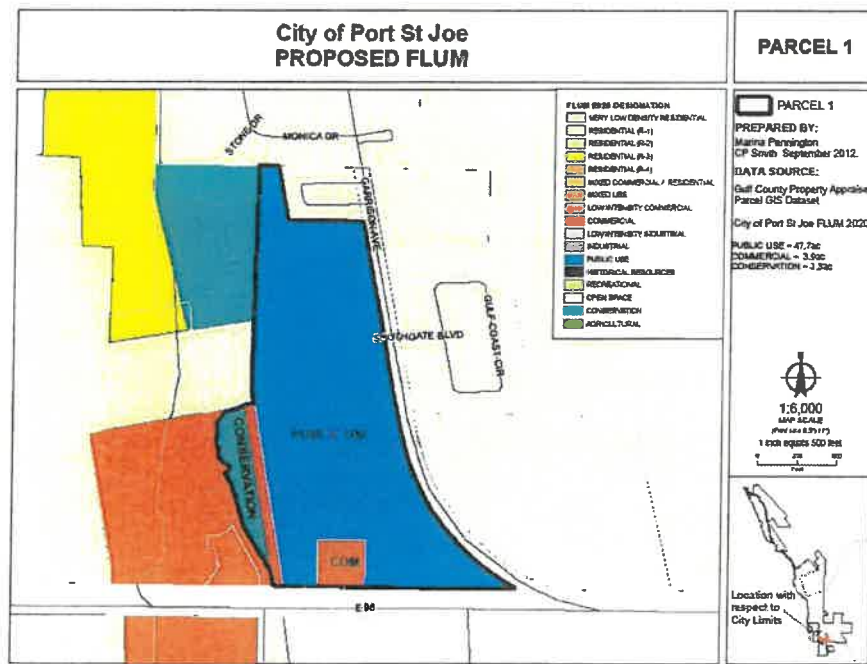 City of Port St Joe
PROPOSED FLUM
PARCEL 1
STONE DR
MONICA DR
GARRISON AVE
GULF-COAST-CIR
BLVD
PUBLIC USE
CONSERVATION
COM
E 98
DESIGNATION
VERY LOW DENSITY RESIDENTIAL
RESIDENTIAL (R-1)
RESIDENTIAL (R-2)
RESIDENTIAL (R-3)
RESIDENTIAL (R-4)
MIXED COMMERCIAL / RESIDENTIAL
MIXED USE
LOW INTENSITY COMMERCIAL
COMMERCIAL
LOW INTENSITY INDUSTRIAL
INDUSTRIAL
PUBLIC USE
HISTORICAL RESOURCES
RECREATIONAL
OPEN SPACE
CONSERVATION
AGRICULTURAL
PARCEL 1
PREPARED BY:
Marina Pennington
CP Smith September 2012.
DATA SOURCE:
Gulf County Property Appraise
Parcel GIS Dataset
City of Port St Joe FLUM 2020
PUBLIC USE = 47.7ac
COMMERCIAL = 3.9ac
CONSERVATION =
1:6,000
MAP SCALE
1 inch equals 500 feet
Feet
Location with
respect to
City Limits